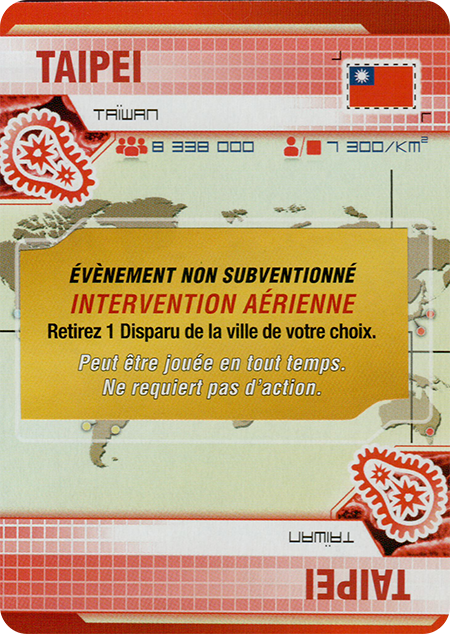 TAIPEI
TAÏWAN
8 338 000 7 300/KM²
ÉVÈNEMENT NON SUBVENTIONNÉ
INTERVENTION AÉRIENNE
Retirez 1 Disparu de la ville de votre choix.
Peut être jouée en tout temps.
Ne requiert pas d'action.
TAÏWAN
TAIPEI